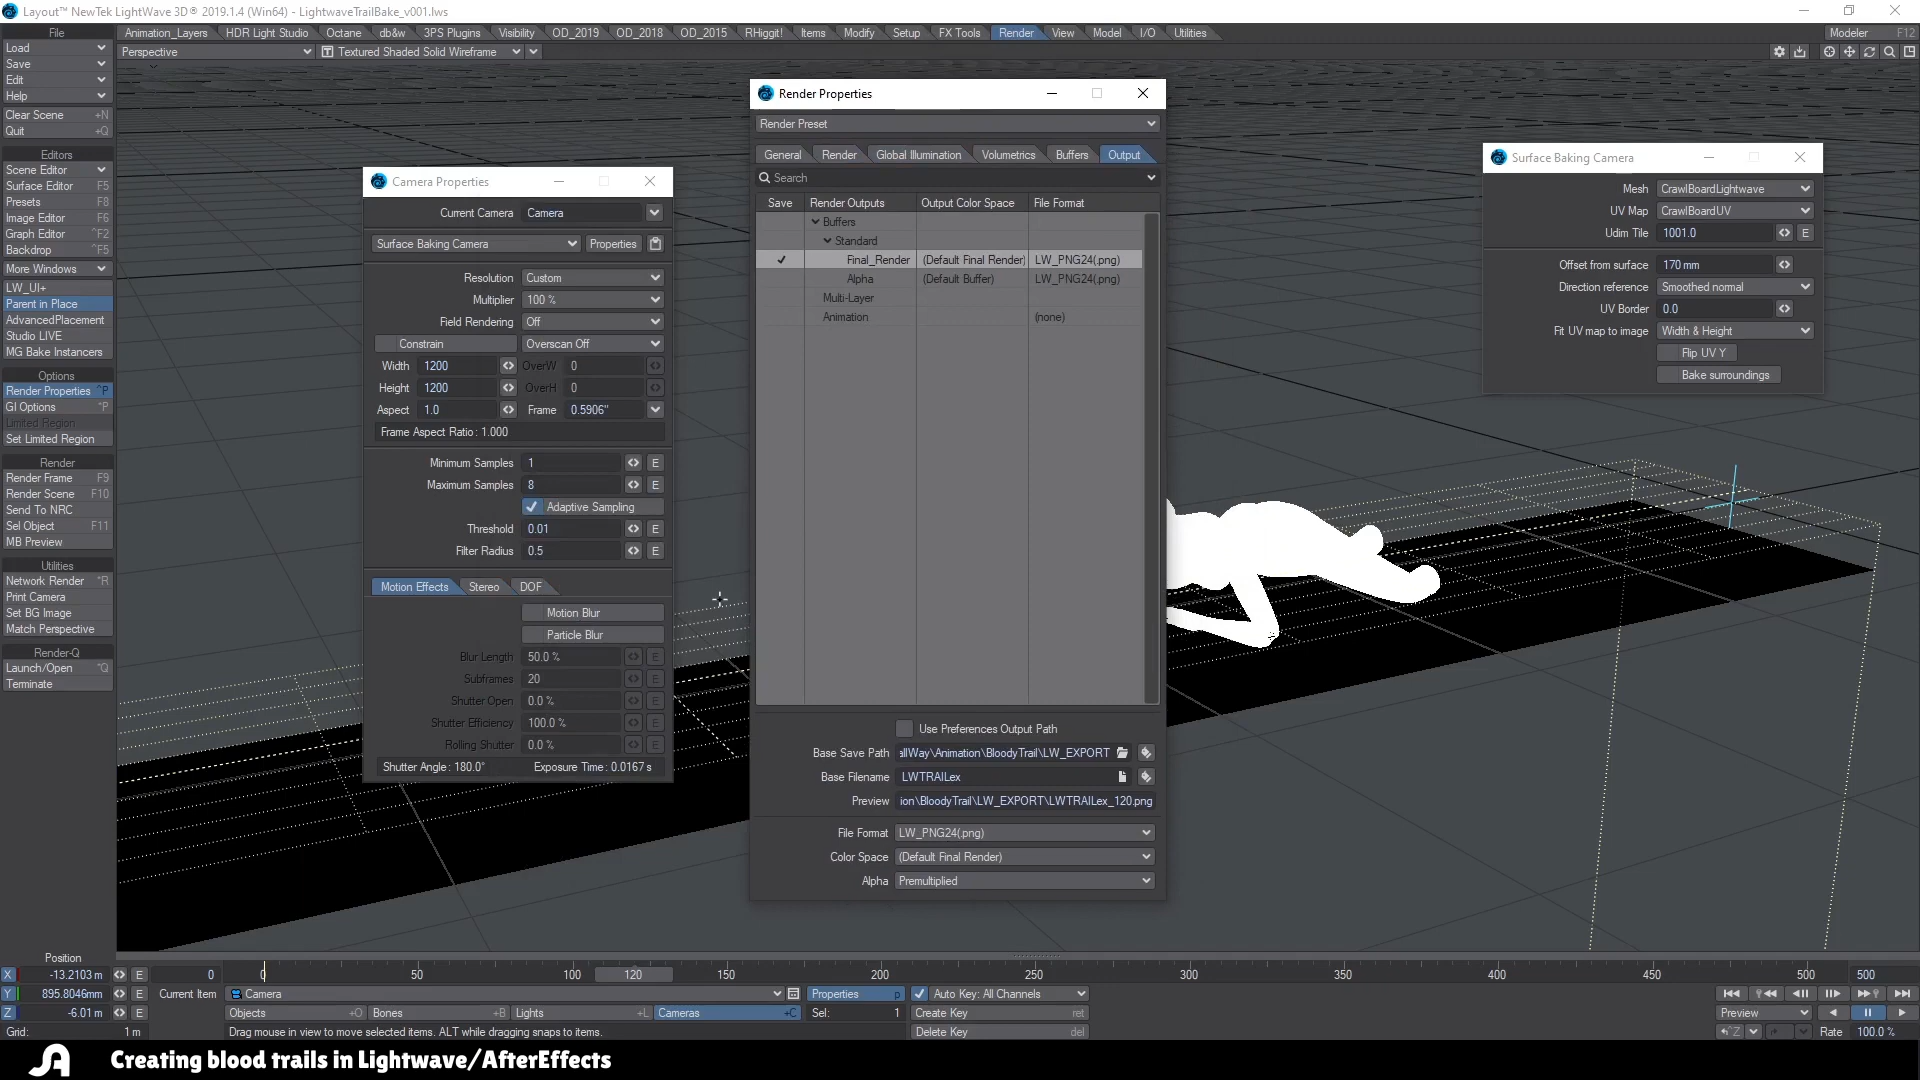 Layout™ NewTek LightWave 3D® 2019.1.4 (Win64) - LightwaveTrailBake_v001.lws
File
Animation_Layers HDR Light Studio Octane db&w 3PS Plugins Visibility OD_2019 OD_2018 OD_2015 RHiggit! Items Modify Setup FX Tools Render View Model I/O Utilities Modeler F12
Load
Perspective Textured Shaded Solid Wireframe
Save
Edit
Help
Clear Scene +N
Quit +Q
Editors
Scene Editor
Surface Editor F5
Presets F8
Image Editor F6
Graph Editor ^F2
Backdrop ^F5
More Windows
LW_UI+
Parent in Place
AdvancedPlacement
Studio LIVE
MG Bake Instancers
Options
Render Properties ^P
GI Options ^P
Limited Region
Set Limited Region
Render
Render Frame F9
Render Scene F10
Send To NRC
Sel Object F11
MB Preview
Utilities
Network Render ^R
Print Camera
Set BG Image
Match Perspective
Render-Q
Launch/Open ^Q
Terminate
Camera Properties
Current Camera Camera
Surface Baking Camera Properties
Resolution Custom
Multiplier 100 %
Field Rendering Off
Constrain Overscan Off
Width 1200 OverW 0
Height 1200 OverH 0
Aspect 1.0 Frame 0.5906"
Frame Aspect Ratio : 1.000
Minimum Samples 1 E
Maximum Samples 8 E
Adaptive Sampling
Threshold 0.01 E
Filter Radius 0.5 E
Motion Effects Stereo DOF
Motion Blur
Particle Blur
Blur Length 50.0 % E
Subframes 20 E
Shutter Open 0.0 % E
Shutter Efficiency 100.0 % E
Rolling Shutter 0.0 % E
Shutter Angle : 180.0° Exposure Time : 0.0167 s
Render Properties
Render Preset
General Render Global Illumination Volumetrics Buffers Output
Search
Save Render Outputs Output Color Space File Format
Buffers
Standard
Final_Render (Default Final Render) LW_PNG24(.png)
Alpha (Default Buffer) LW_PNG24(.png)
Multi-Layer
Animation (none)
Use Preferences Output Path
Base Save Path allWay\Animation\BloodyTrail\LW_EXPORT
Base Filename LWTRAILex
Preview ion\BloodyTrail\LW_EXPORT\LWTRAILex_120.png
File Format LW_PNG24(.png)
Color Space (Default Final Render)
Alpha Premultiplied
Surface Baking Camera
Mesh CrawlBoardLightwave
UV Map CrawlBoardUV
Udim Tile 1001.0 E
Offset from surface 170 mm
Direction reference Smoothed normal
UV Border 0.0
Fit UV map to image Width & Height
Flip UV Y
Bake surroundings
Position
X -13.2103 m E 0 0 50 100 120 150 200 250 300 350 400 450 500 500
Y 895.8046mm E Current Item Camera Properties p Auto Key: All Channels
Z -6.01 m E Objects +O Bones +B Lights +L Cameras +C Sel: 1 Create Key ret Preview
Grid: 1 m Drag mouse in view to move selected items. ALT while dragging snaps to items. Delete Key del ^Z Rate 100.0 %
Creating blood trails in Lightwave/AfterEffects